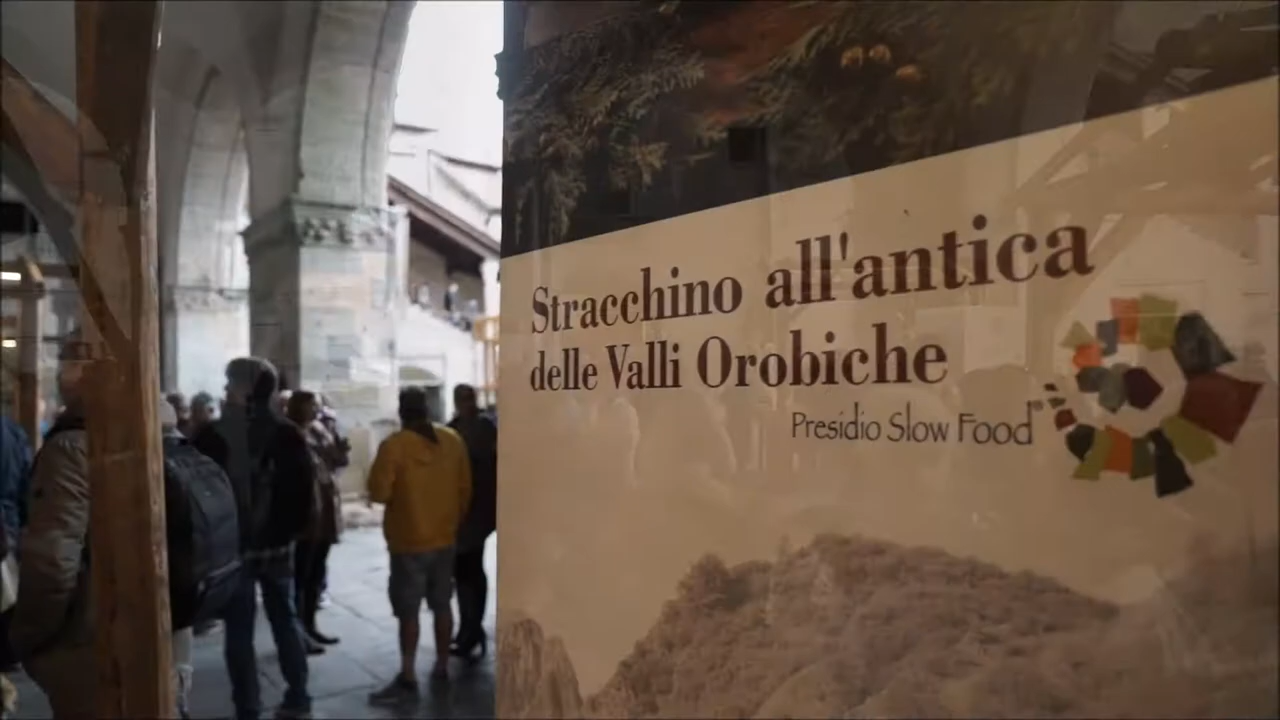 Stracchino all'antica
delle Valli Orobiche
Presidio Slow Food